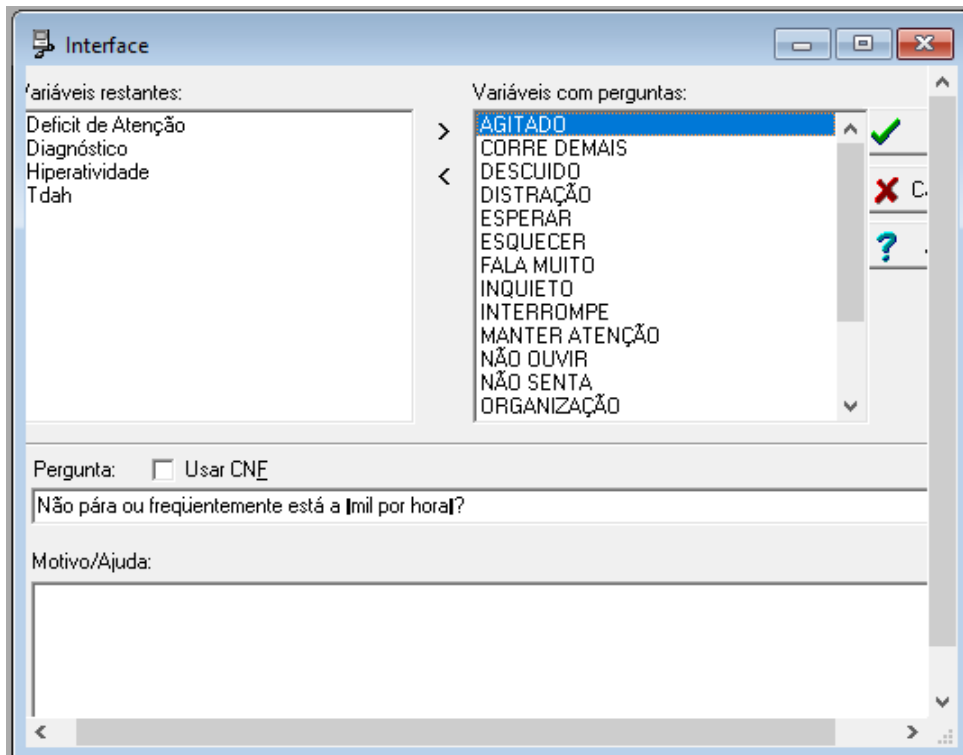 Interface
Variáveis restantes:
Variáveis com perguntas:
Deficit de Atenção
Diagnóstico
Hiperatividade
Tdah
>
<
AGITADO
CORRE DEMAIS
DESCUIDO
DISTRAÇÃO
ESPERAR
ESQUECER
FALA MUITO
INQUIETO
INTERROMPE
MANTER ATENÇÃO
NÃO OUVIR
NÃO SENTA
ORGANIZAÇÃO
C
?
Pergunta:
Usar CNF
Não pára ou freqüentemente está a |mil por hora|?
Motivo/Ajuda: